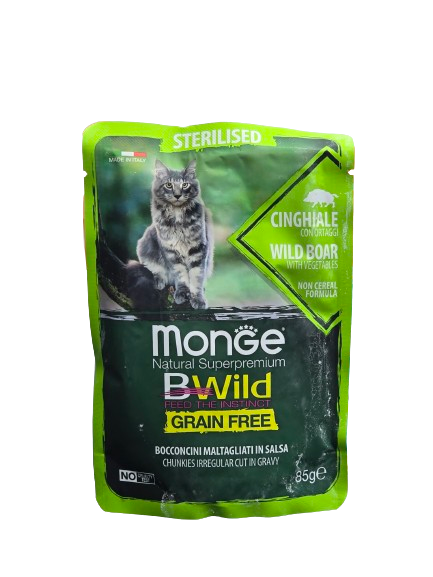 STERILISED
MADE IN ITALY
CINGHIALE
CON ORTAGGI
WILD BOAR
WITH VEGETABLES
NON CEREAL
FORMULA
Monge
Natural Superpremium
BWild
FEED THE INSTINCT
GRAIN FREE
BOCCONCINI MALTAGLIATI IN SALSA
CHUNKIES IRREGULAR CUT IN GRAVY
NO
85g℮